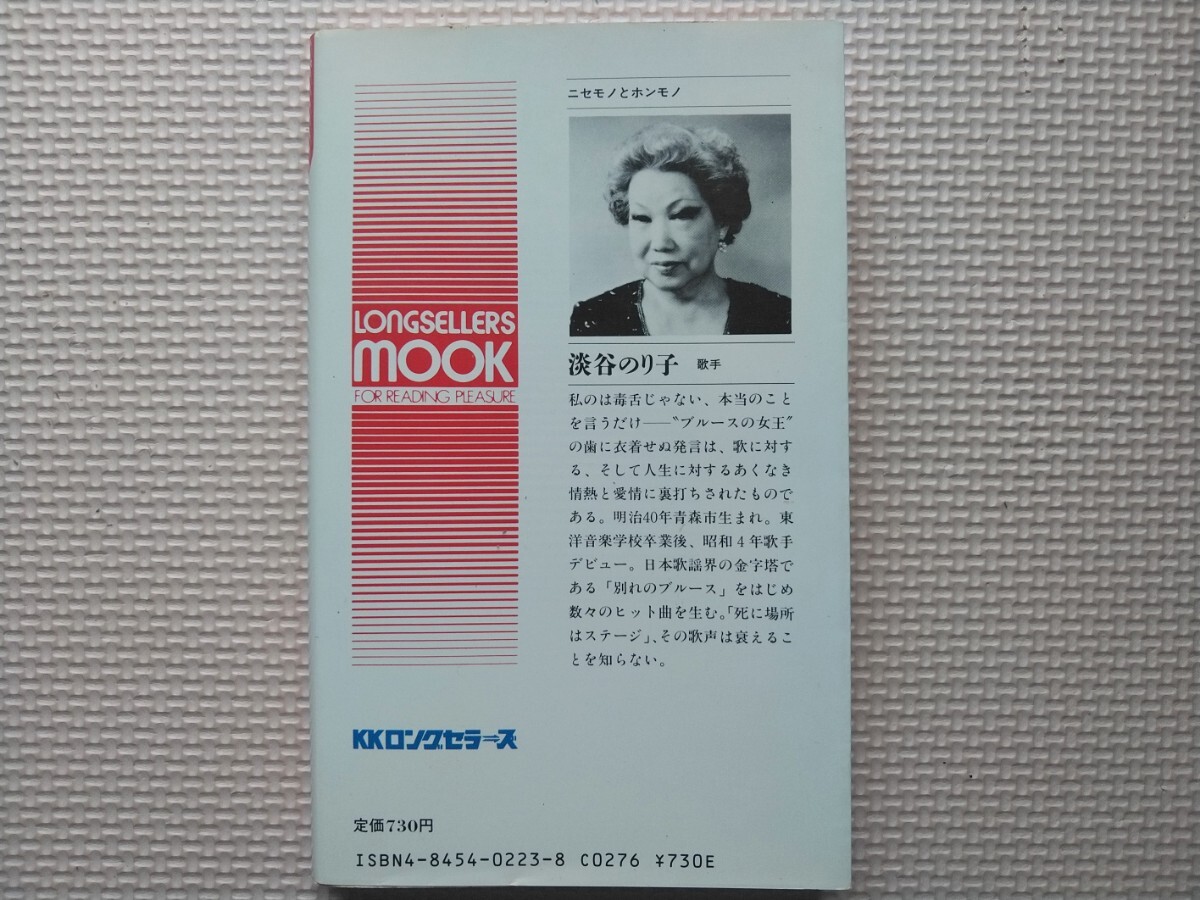 ニセモノとホンモノ
淡谷のり子 歌手
私のは毒舌じゃない、本当のこと
を言うだけ——〝ブルースの女王〟
の歯に衣着せぬ発言は、歌に対す
る、そして人生に対するあくなき
情熱と愛情に裏打ちされたもので
ある。明治40年青森市生まれ。東
洋音楽学校卒業後、昭和4年歌手
デビュー。日本歌謡界の金字塔で
ある「別れのブルース」をはじめ
数々のヒット曲を生む。「死に場所
はステージ」、その歌声は衰えるこ
とを知らない。
LONGSELLERS
MOOK
FOR READING PLEASURE
KKロングセラーズ
定価730円
ISBN4-8454-0223-8 C0276 ¥730E